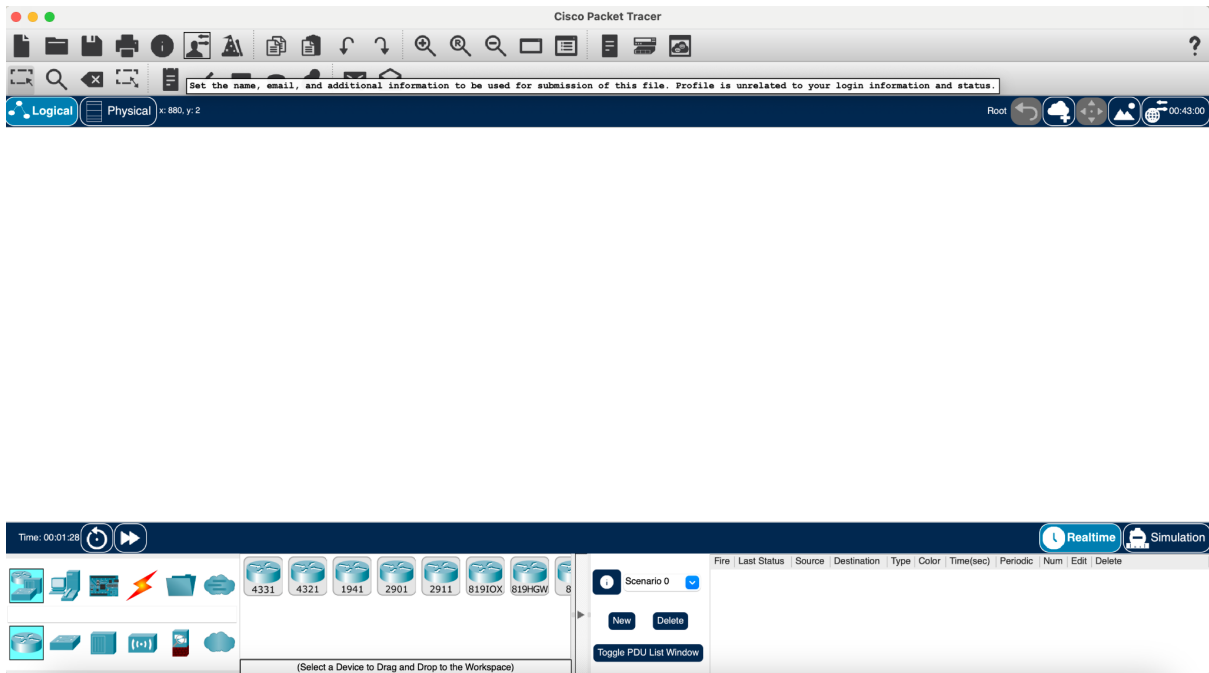 Cisco Packet Tracer
?
Set the name, email, and additional information to be used for submission of this file. Profile is unrelated to your login information and status.
Logical Physical x: 880, y: 2 Root 00:43:00
Time: 00:01:28 Realtime Simulation
Fire Last Status Source Destination Type Color Time(sec) Periodic Num Edit Delete
4331 4321 1941 2901 2911 819IOX 819HGW 8
Scenario 0
New Delete
Toggle PDU List Window
(Select a Device to Drag and Drop to the Workspace)